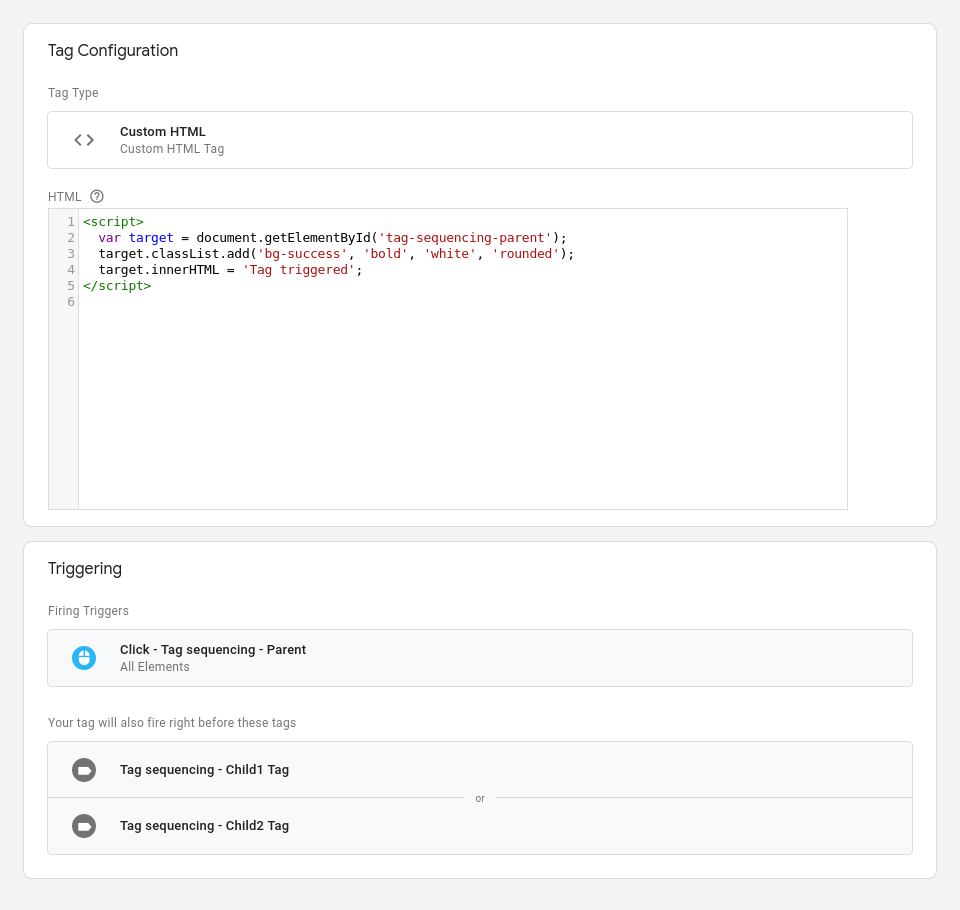 Tag Configuration
Tag Type
Custom HTML
Custom HTML Tag
HTML ?
1 <script>
2 var target = document.getElementById('tag-sequencing-parent');
3 target.classList.add('bg-success', 'bold', 'white', 'rounded');
4 target.innerHTML = 'Tag triggered';
5 </script>
6
Triggering
Firing Triggers
Click - Tag sequencing - Parent
All Elements
Your tag will also fire right before these tags
Tag sequencing - Child1 Tag
or
Tag sequencing - Child2 Tag